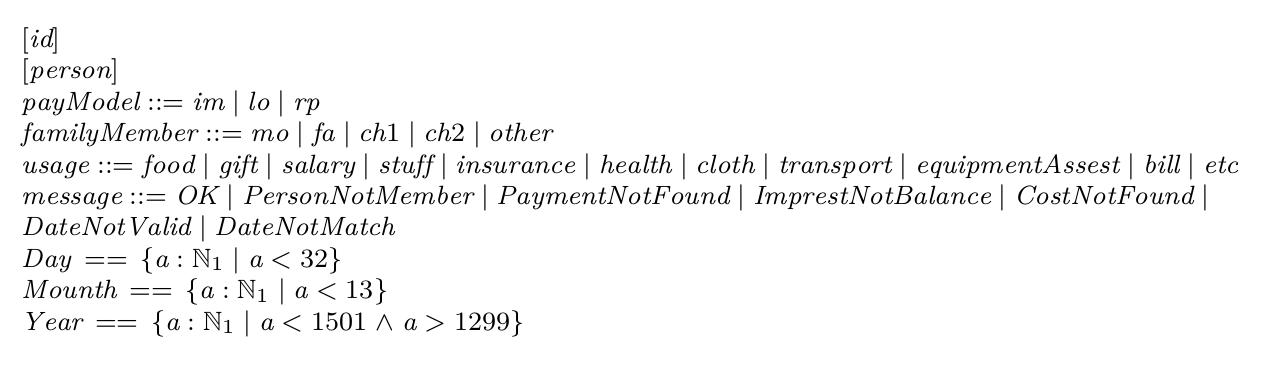 [id]
[person]
payModel ::= im | lo | rp
familyMember ::= mo | fa | ch1 | ch2 | other
usage ::= food | gift | salary | stuff | insurance | health | cloth | transport | equipmentAssest | bill | etc
message ::= OK | PersonNotMember | PaymentNotFound | ImprestNotBalance | CostNotFound |
DateNotValid | DateNotMatch
Day == {a : ℕ₁ | a < 32}
Mounth == {a : ℕ₁ | a < 13}
Year == {a : ℕ₁ | a < 1501 ∧ a > 1299}